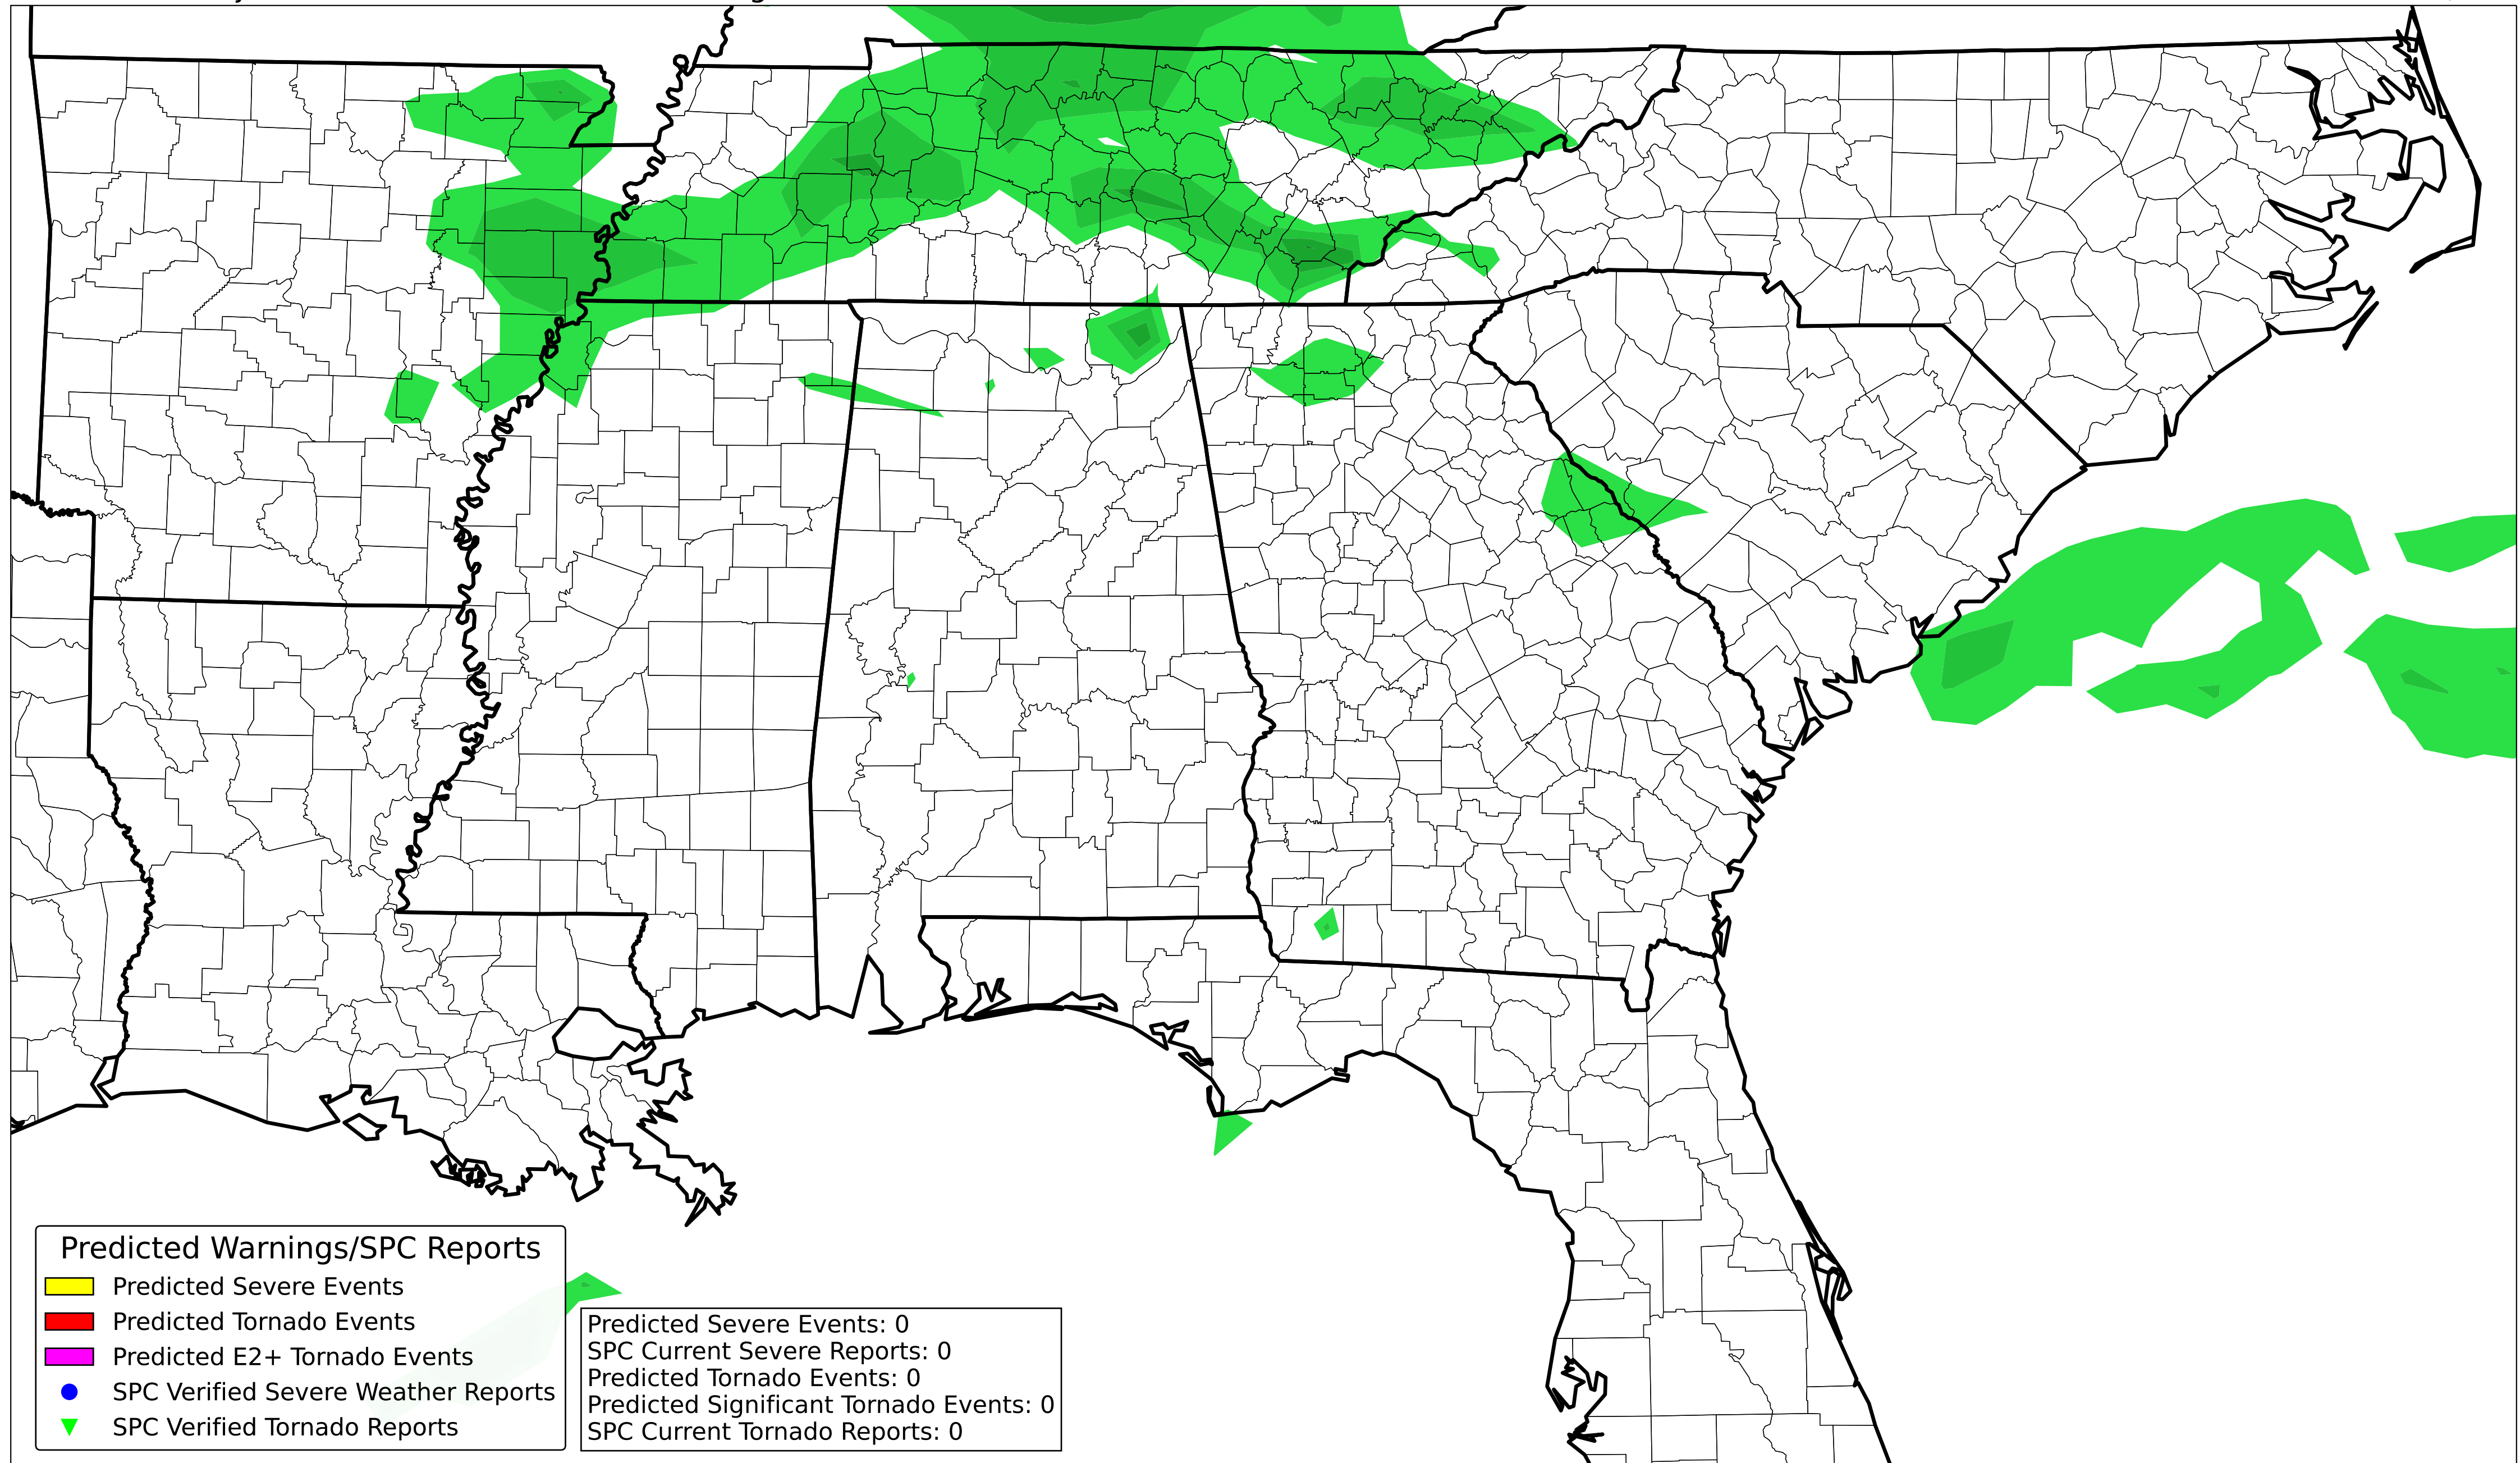 Predicted Warnings/SPC Reports
Predicted Severe Events
Predicted Tornado Events
Predicted E2+ Tornado Events
SPC Verified Severe Weather Reports
SPC Verified Tornado Reports
Predicted Severe Events: 0
SPC Current Severe Reports: 0
Predicted Tornado Events: 0
Predicted Significant Tornado Events: 0
SPC Current Tornado Reports: 0